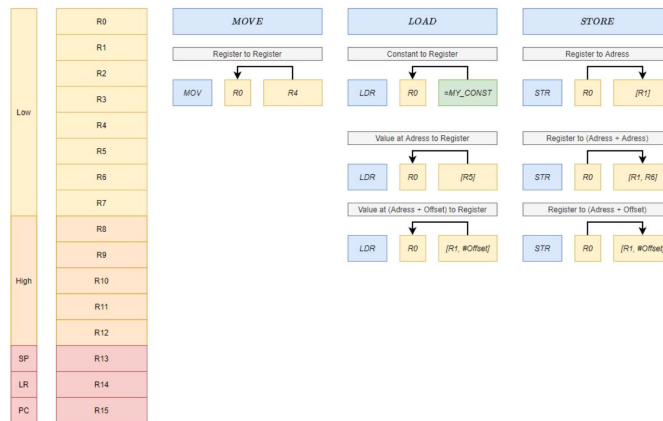 Low
High
SP
LR
PC
R0
R1
R2
R3
R4
R5
R6
R7
R8
R9
R10
R11
R12
R13
R14
R15
MOVE
Register to Register
MOV R0 R4
LOAD
Constant to Register
LDR R0 =MY_CONST
Value at Adress to Register
LDR R0 [R5]
Value at (Adress + Offset) to Register
LDR R0 [R1, #Offset]
STORE
Register to Adress
STR R0 [R1]
Register to (Adress + Adress)
STR R0 [R1, R6]
Register to (Adress + Offset)
STR R0 [R1, #Offset]